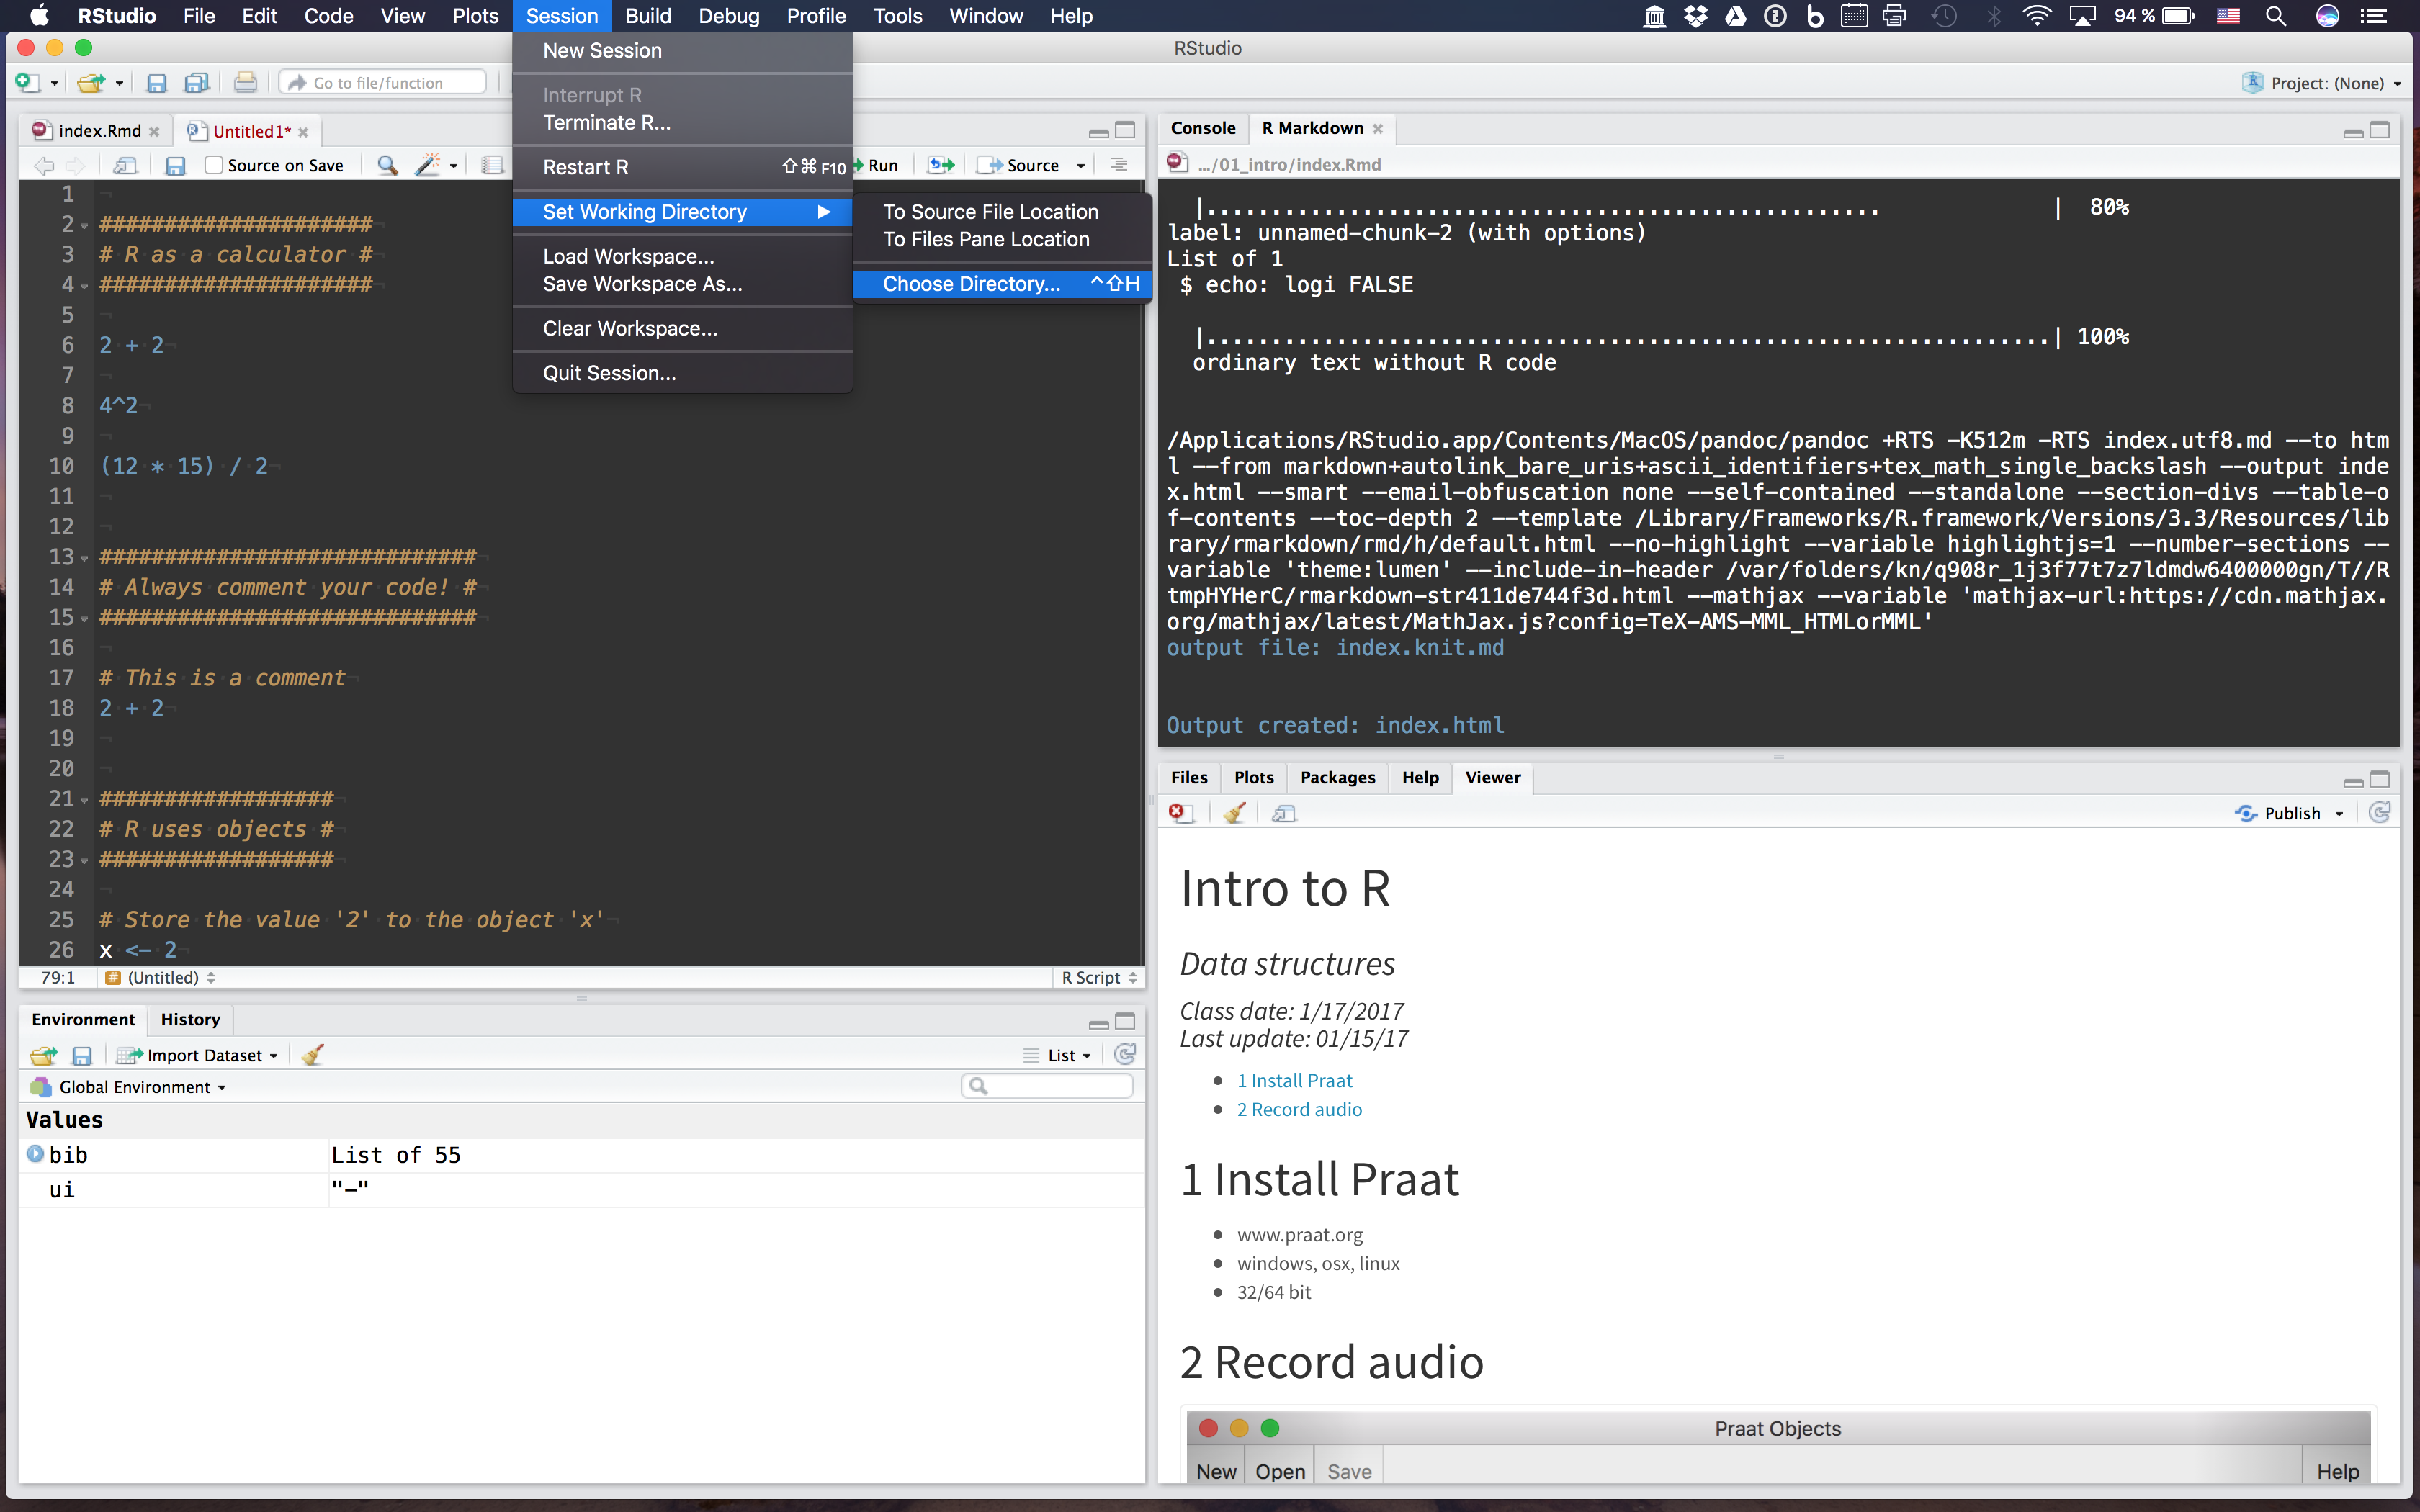 RStudio File Edit Code View Plots Session Build Debug Profile Tools Window Help 94 %
RStudio
Go to file/function
Project: (None)
New Session
Interrupt R
Terminate R...
Restart R ⇧⌘F10
Set Working Directory
Load Workspace...
Save Workspace As...
Clear Workspace...
Quit Session...
To Source File Location
To Files Pane Location
Choose Directory... ^⇧H
index.Rmd Untitled1*
Source on Save Run Source
1
2 #####################
3 # R as a calculator #
4 #####################
5
6 2 + 2
7
8 4^2
9
10 (12 * 15) / 2
11
12
13 #############################
14 # Always comment your code! #
15 #############################
16
17 # This is a comment
18 2 + 2
19
20
21 ##################
22 # R uses objects #
23 ##################
24
25 # Store the value '2' to the object 'x'
26 x <- 2
79:1 (Untitled) R Script
Environment History
Import Dataset List
Global Environment
Values
bib List of 55
ui "—"
Console R Markdown
.../01_intro/index.Rmd
|.................................................... | 80%
label: unnamed-chunk-2 (with options)
List of 1
$ echo: logi FALSE
|.................................................................| 100%
ordinary text without R code
/Applications/RStudio.app/Contents/MacOS/pandoc/pandoc +RTS -K512m -RTS index.utf8.md --to htm
l --from markdown+autolink_bare_uris+ascii_identifiers+tex_math_single_backslash --output inde
x.html --smart --email-obfuscation none --self-contained --standalone --section-divs --table-o
f-contents --toc-depth 2 --template /Library/Frameworks/R.framework/Versions/3.3/Resources/lib
rary/rmarkdown/rmd/h/default.html --no-highlight --variable highlightjs=1 --number-sections --
variable 'theme:lumen' --include-in-header /var/folders/kn/q908r_1j3f77t7z7ldmdw6400000gn/T//R
tmpHYHerC/rmarkdown-str411de744f3d.html --mathjax --variable 'mathjax-url:https://cdn.mathjax.
org/mathjax/latest/MathJax.js?config=TeX-AMS-MML_HTMLorMML'
output file: index.knit.md
Output created: index.html
Files Plots Packages Help Viewer
Publish
Intro to R
Data structures
Class date: 1/17/2017
Last update: 01/15/17
• 1 Install Praat
• 2 Record audio
1 Install Praat
• www.praat.org
• windows, osx, linux
• 32/64 bit
2 Record audio
Praat Objects
New Open Save Help